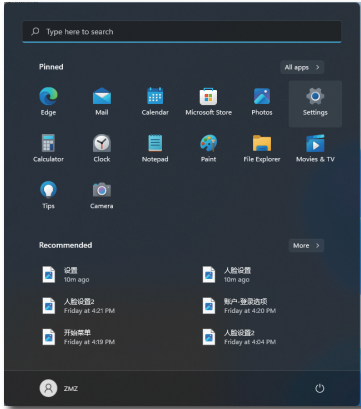 Type here to search
Pinned
All apps >
Edge
Mail
Calendar
Microsoft Store
Photos
Settings
Calculator
Clock
Notepad
Paint
File Explorer
Movies & TV
Tips
Camera
Recommended
More >
设置
10m ago
人脸设置
10m ago
人脸设置2
Friday at 4:21 PM
账户-登录选项
Friday at 4:20 PM
开始菜单
Friday at 4:19 PM
人脸设置2
Friday at 4:04 PM
ZMZ